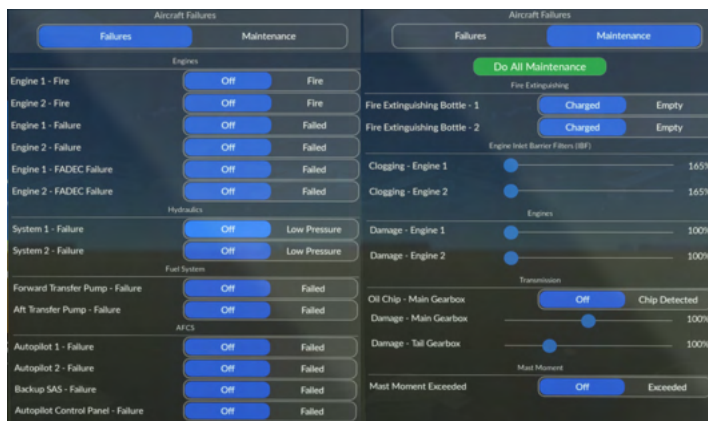 Aircraft Failures
Failures Maintenance
Engines
Engine 1 - Fire Off Fire
Engine 2 - Fire Off Fire
Engine 1 - Failure Off Failed
Engine 2 - Failure Off Failed
Engine 1 - FADEC Failure Off Failed
Engine 2 - FADEC Failure Off Failed
Hydraulics
System 1 - Failure Off Low Pressure
System 2 - Failure Off Low Pressure
Fuel System
Forward Transfer Pump - Failure Off Failed
Aft Transfer Pump - Failure Off Failed
AFCS
Autopilot 1 - Failure Off Failed
Autopilot 2 - Failure Off Failed
Backup SAS - Failure Off Failed
Autopilot Control Panel - Failure Off Failed
Aircraft Failures
Failures Maintenance
Do All Maintenance
Fire Extinguishing
Fire Extinguishing Bottle - 1 Charged Empty
Fire Extinguishing Bottle - 2 Charged Empty
Engine Inlet Barrier Filters (IBF)
Clogging - Engine 1 165%
Clogging - Engine 2 165%
Engines
Damage - Engine 1 100%
Damage - Engine 2 100%
Transmission
Oil Chip - Main Gearbox Off Chip Detected
Damage - Main Gearbox 100%
Damage - Tail Gearbox 100%
Mast Moment
Mast Moment Exceeded Off Exceeded